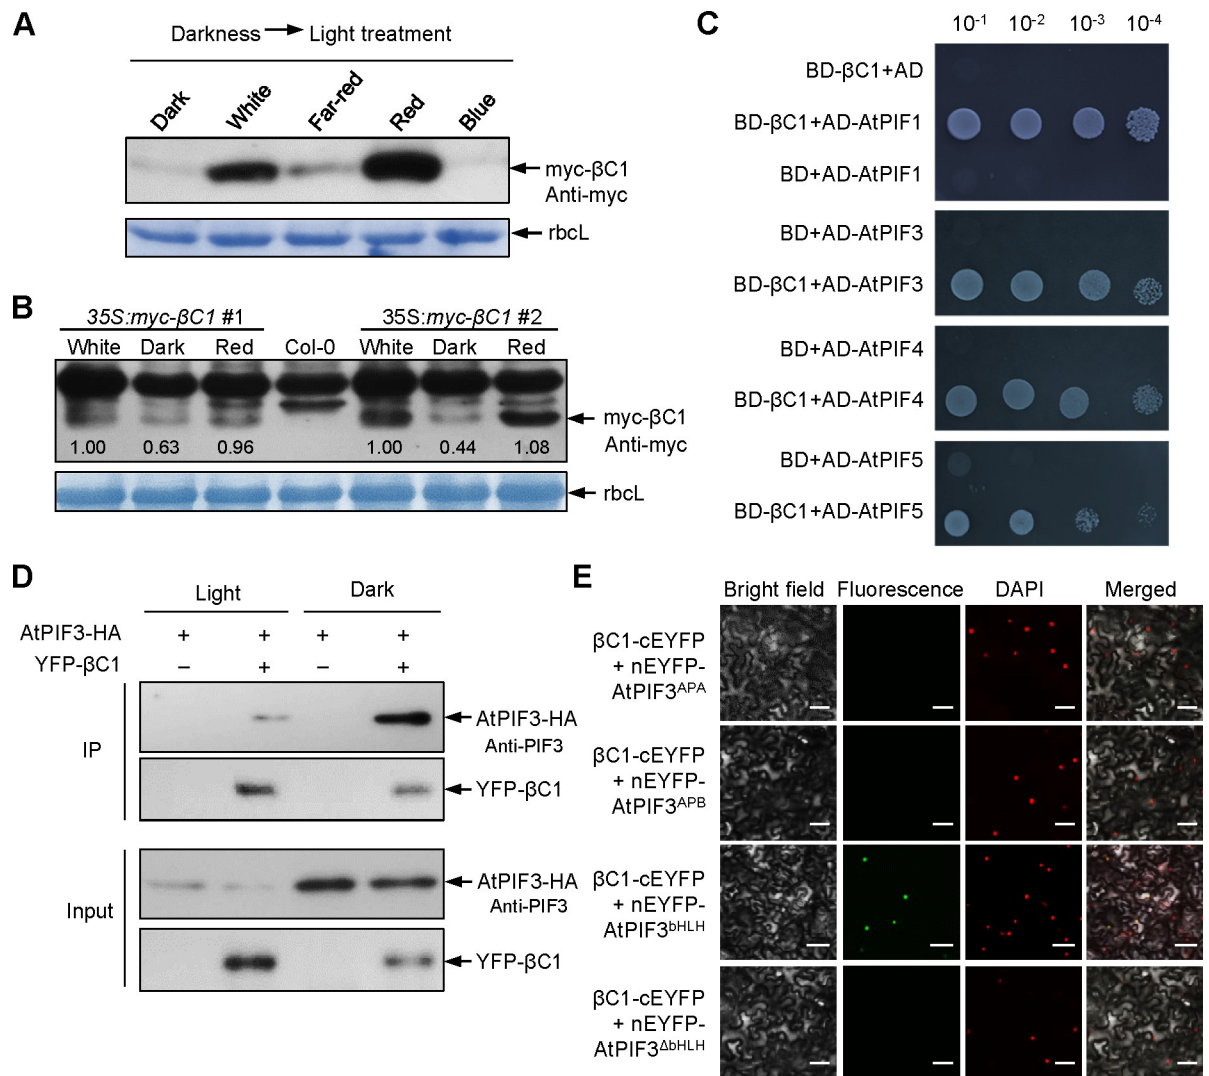 A
Darkness → Light treatment
Dark White Far-red Red Blue
myc-βC1
Anti-myc
rbcL
B
35S:myc-βC1 #1 35S:myc-βC1 #2
White Dark Red Col-0 White Dark Red
myc-βC1
Anti-myc
1.00 0.63 0.96 1.00 0.44 1.08
rbcL
C
10⁻¹ 10⁻² 10⁻³ 10⁻⁴
BD-βC1+AD
BD-βC1+AD-AtPIF1
BD+AD-AtPIF1
BD+AD-AtPIF3
BD-βC1+AD-AtPIF3
BD+AD-AtPIF4
BD-βC1+AD-AtPIF4
BD+AD-AtPIF5
BD-βC1+AD-AtPIF5
D
Light Dark
AtPIF3-HA + + + +
YFP-βC1 – + – +
IP
AtPIF3-HA
Anti-PIF3
YFP-βC1
Input
AtPIF3-HA
Anti-PIF3
YFP-βC1
E
Bright field Fluorescence DAPI Merged
βC1-cEYFP
+ nEYFP-
AtPIF3ᴬᴾᴬ
βC1-cEYFP
+ nEYFP-
AtPIF3ᴬᴾᴮ
βC1-cEYFP
+ nEYFP-
AtPIF3ᵇᴴᴸᴴ
βC1-cEYFP
+ nEYFP-
AtPIF3ᐞᵇᴴᴸᴴ